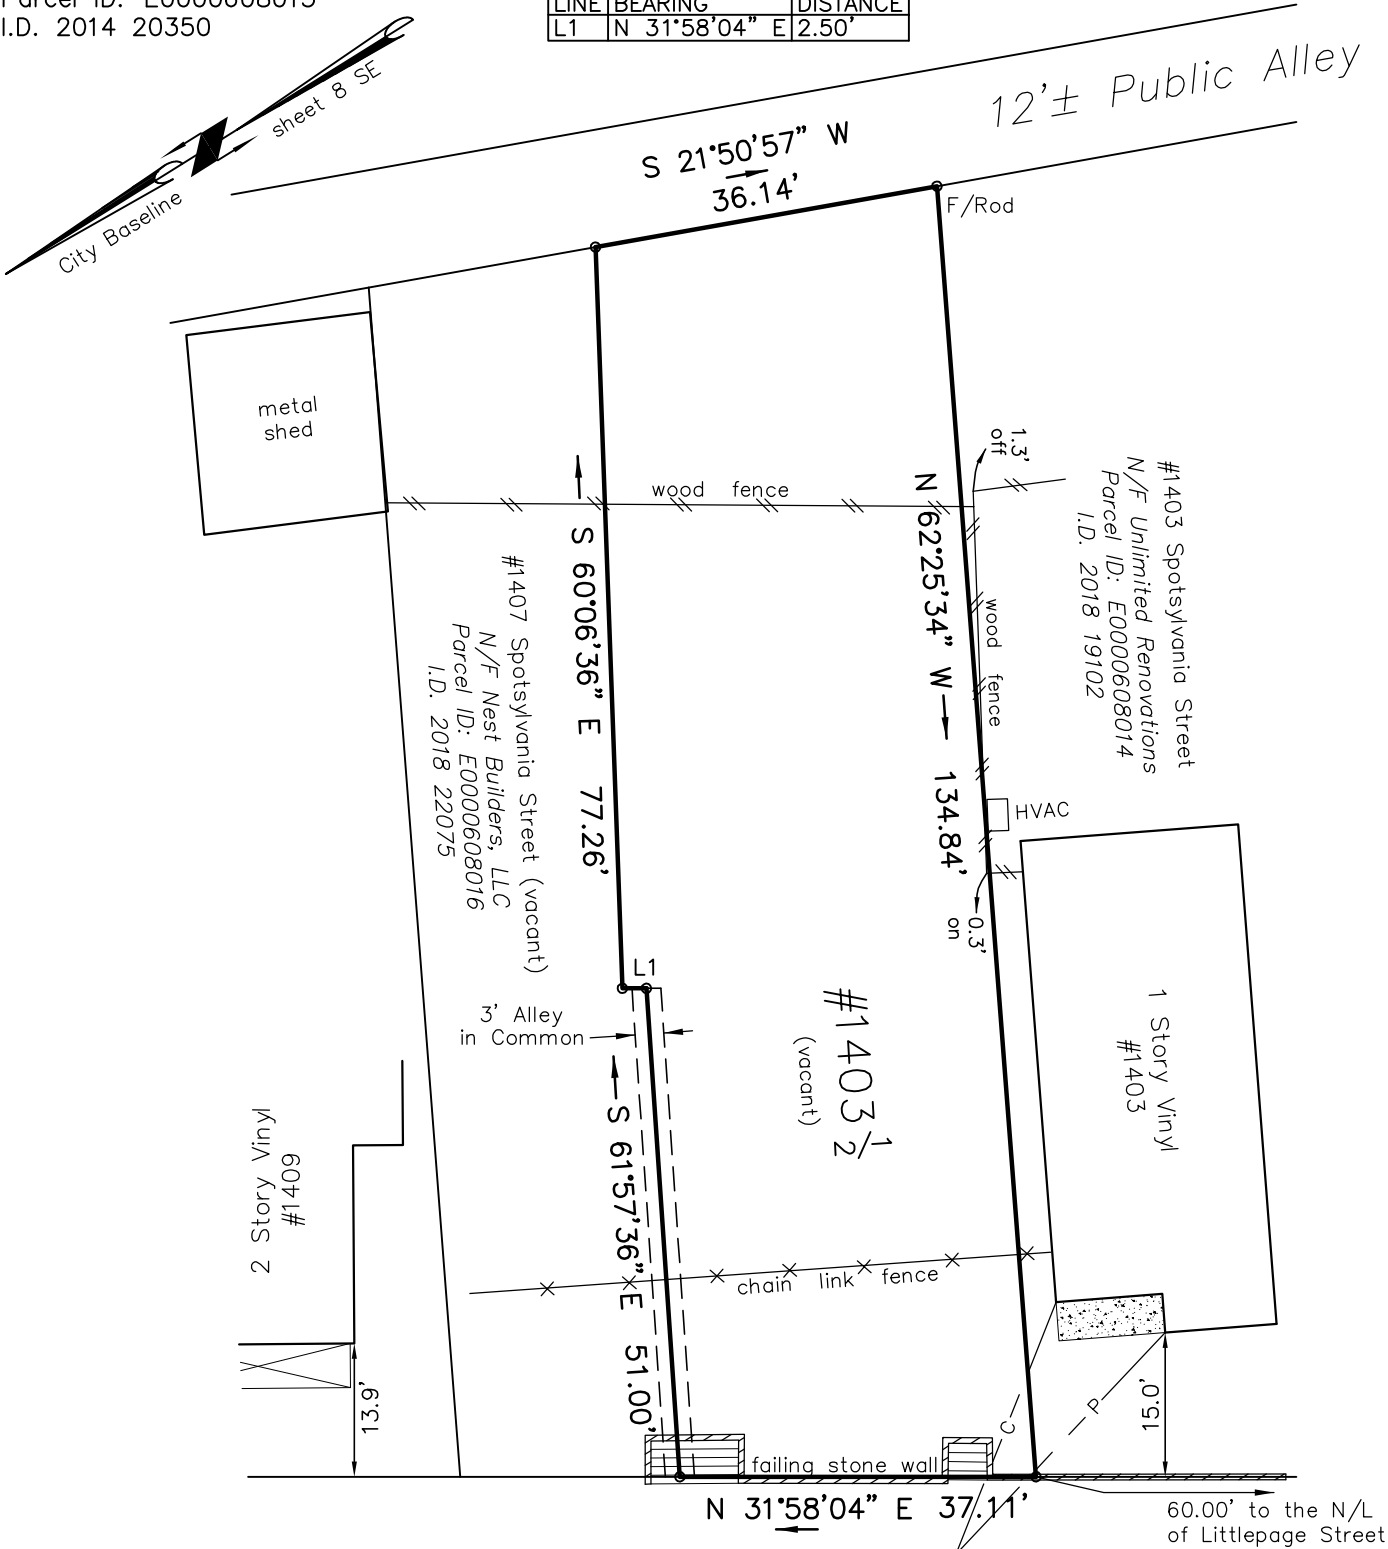 Parcel ID: E0000608015
I.D. 2014 20350
LINE BEARING DISTANCE
L1 N 31°58'04" E 2.50'
sheet 8 SE
City Baseline
12'± Public Alley
S 21°50'57" W
36.14'
F/Rod
metal
shed
wood fence
1.3'
off
#1403 Spotsylvania Street
N/F Unlimited Renovations
Parcel ID: E0000608014
I.D. 2018 19102
N 62°25'34" W 134.84'
wood fence
HVAC
0.3'
on
S 60°06'36" E 77.26'
#1407 Spotsylvania Street (vacant)
N/F Nest Builders, LLC
Parcel ID: E0000608016
I.D. 2018 22075
L1
3' Alley
in Common
#1403 1/2
(vacant)
1 Story Vinyl
#1403
2 Story Vinyl
#1409
S 61°57'36" E 51.00'
chain link fence
13.9'
C
P
15.0'
failing stone wall
N 31°58'04" E 37.11'
60.00' to the N/L
of Littlepage Street